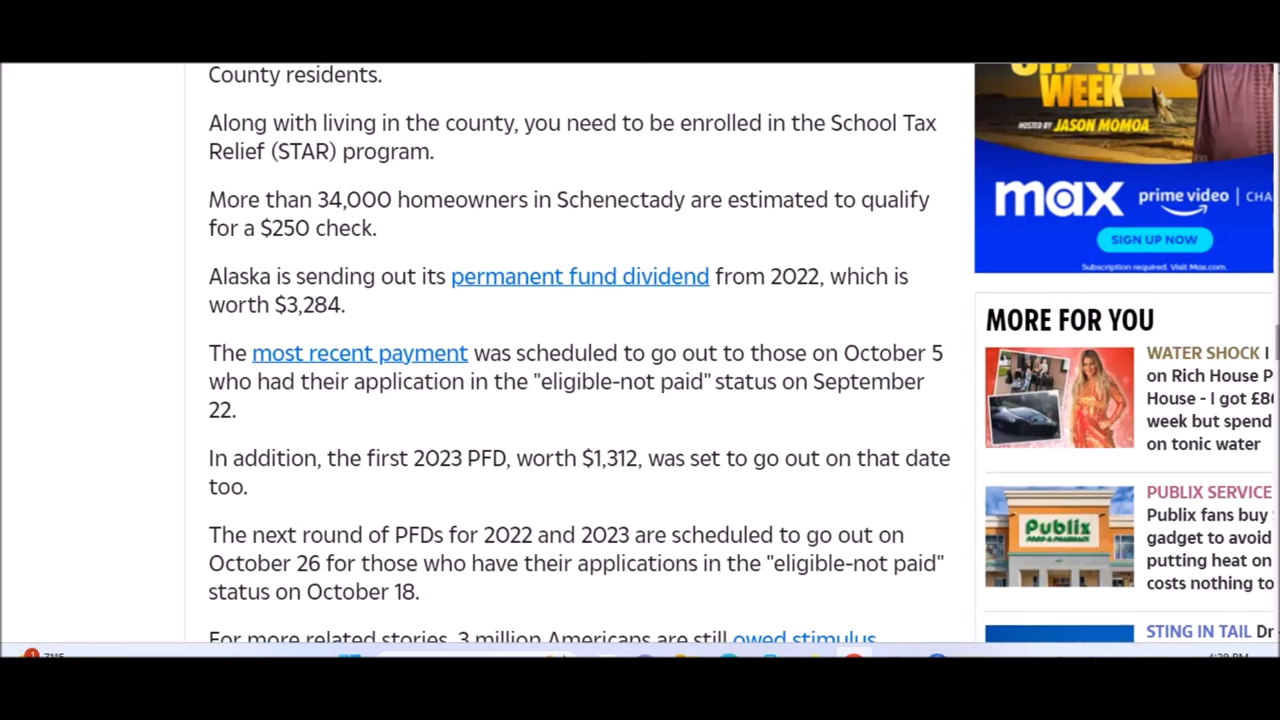 County residents.
Along with living in the county, you need to be enrolled in the School Tax
Relief (STAR) program.
More than 34,000 homeowners in Schenectady are estimated to qualify
for a $250 check.
Alaska is sending out its permanent fund dividend from 2022, which is
worth $3,284.
The most recent payment was scheduled to go out to those on October 5
who had their application in the "eligible-not paid" status on September
22.
In addition, the first 2023 PFD, worth $1,312, was set to go out on that date
too.
The next round of PFDs for 2022 and 2023 are scheduled to go out on
October 26 for those who have their applications in the "eligible-not paid"
status on October 18.
For more related stories, 3 million Americans are still owed stimulus
WEEK
HOSTED BY JASON MOMOA
max prime video | CHA
SIGN UP NOW
Subscription required. Visit Max.com.
MORE FOR YOU
WATER SHOCK I
on Rich House P
House - I got £8
week but spend
on tonic water
PUBLIX SERVICE
Publix fans buy
gadget to avoid
putting heat on
costs nothing to
Publix
FOOD & PHARMACY
STING IN TAIL Dr
1
71°F
4:39 PM